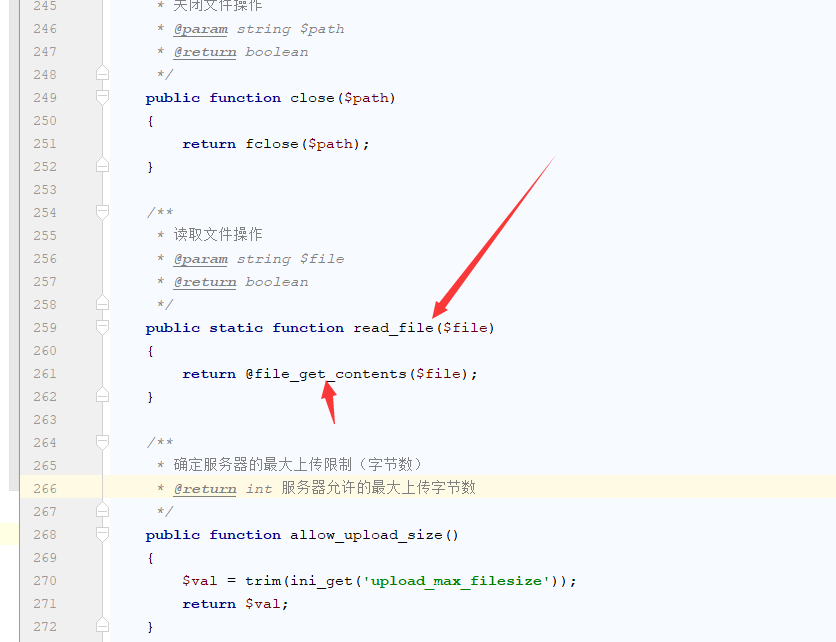 245 * 关闭文件操作
246 * @param string $path
247 * @return boolean
248 */
249 public function close($path)
250 {
251 return fclose($path);
252 }
253
254 /**
255 * 读取文件操作
256 * @param string $file
257 * @return boolean
258 */
259 public static function read_file($file)
260 {
261 return @file_get_contents($file);
262 }
263
264 /**
265 * 确定服务器的最大上传限制（字节数）
266 * @return int 服务器允许的最大上传字节数
267 */
268 public function allow_upload_size()
269 {
270 $val = trim(ini_get('upload_max_filesize'));
271 return $val;
272 }